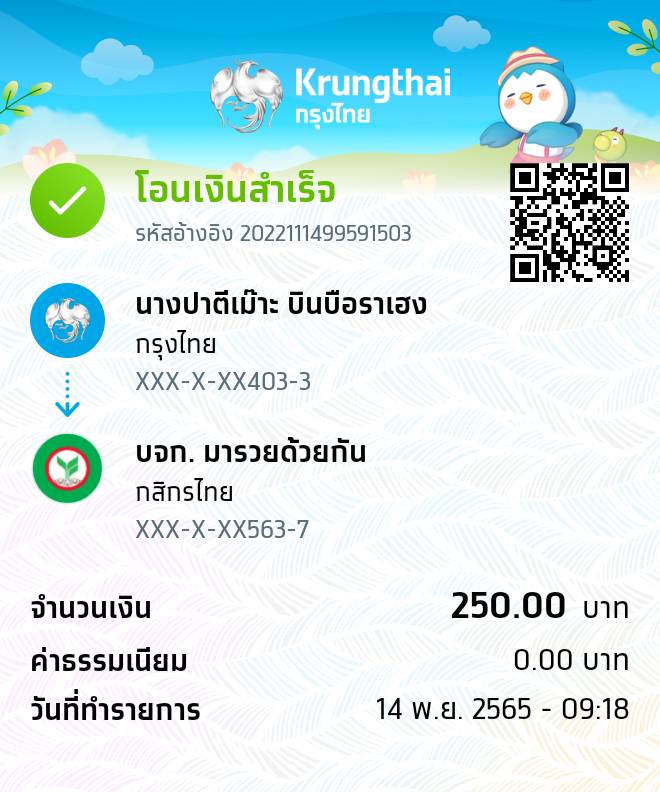 Krungthai
กรุงไทย
โอนเงินสำเร็จ
รหัสอ้างอิง 2022111499591503
นางปาตีเม๊าะ บินบือราเฮง
กรุงไทย
XXX-X-XX403-3
บจก. มารวยด้วยกัน
กสิกรไทย
XXX-X-XX563-7
จำนวนเงิน 250.00 บาท
ค่าธรรมเนียม 0.00 บาท
วันที่ทำรายการ 14 พ.ย. 2565 - 09:18